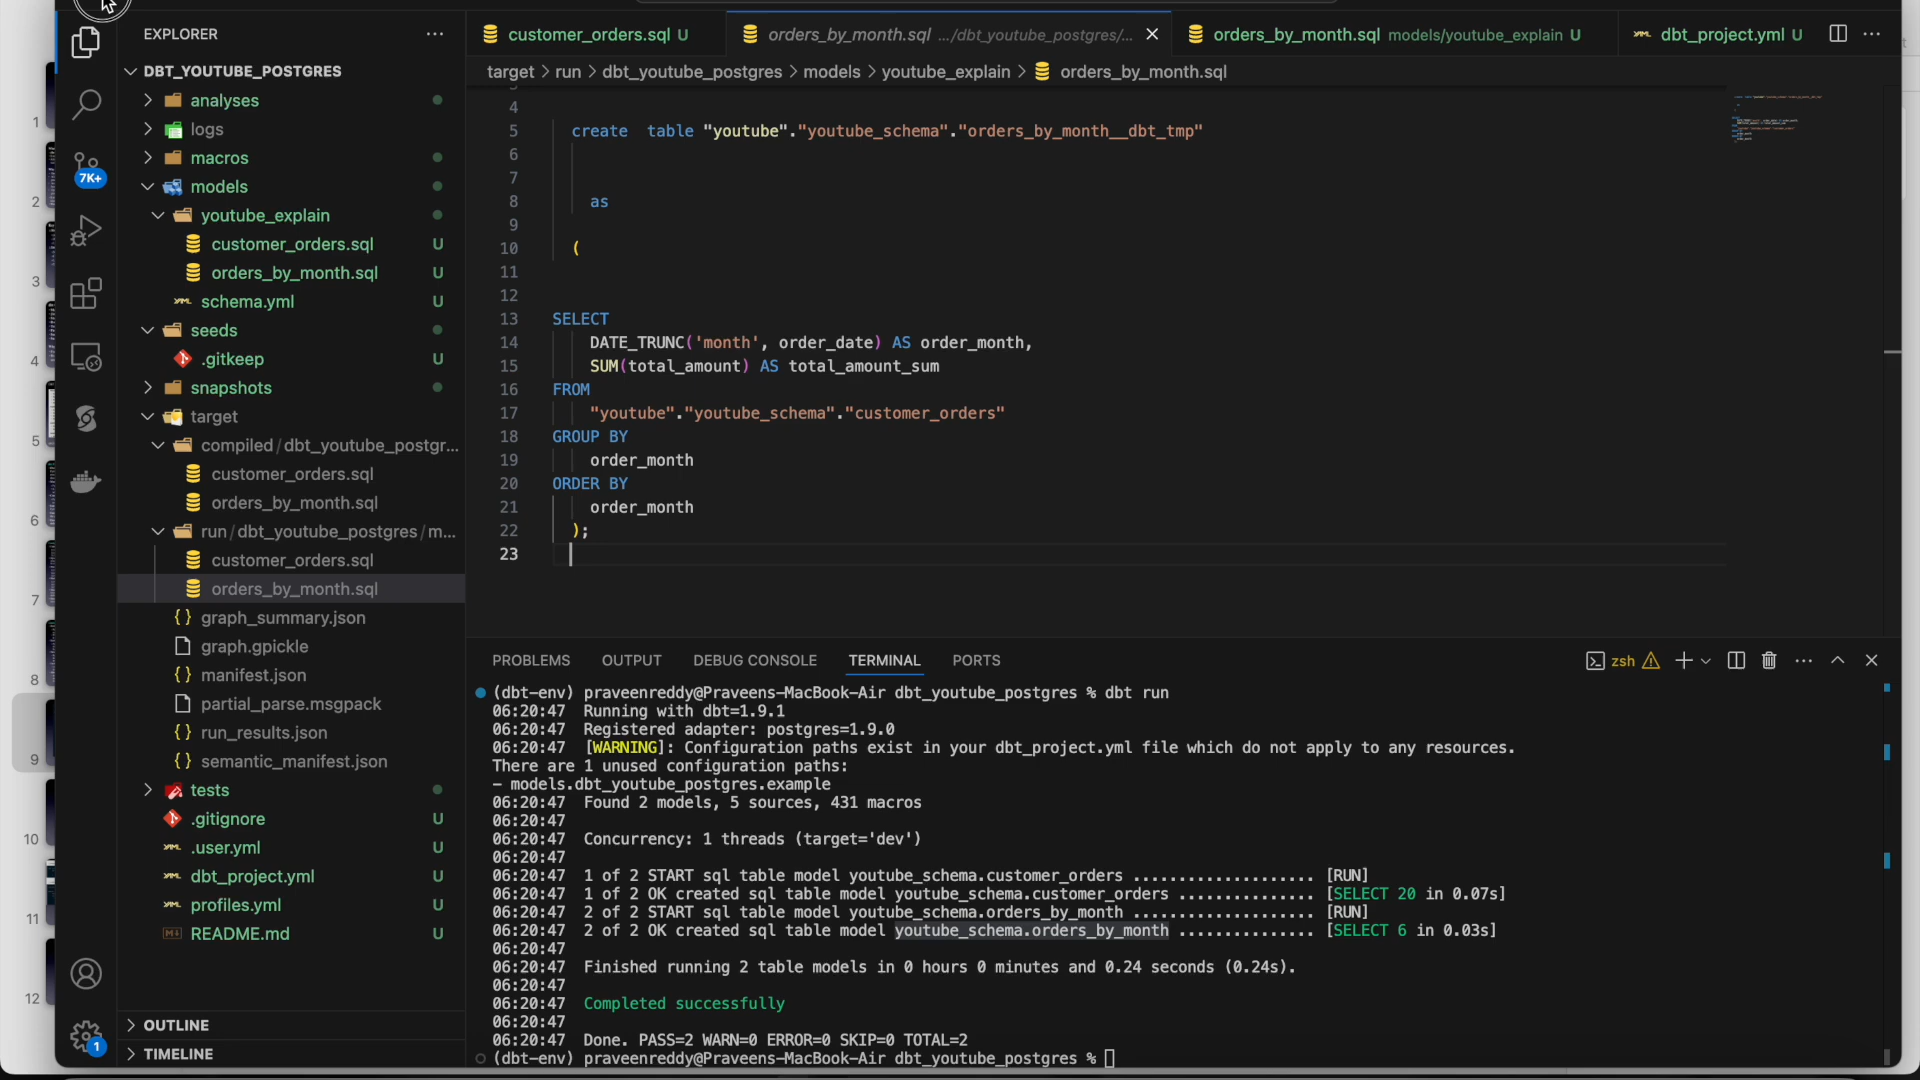 EXPLORER
DBT_YOUTUBE_POSTGRES
analyses
logs
macros
models
youtube_explain
customer_orders.sql U
orders_by_month.sql U
schema.yml U
seeds
.gitkeep U
snapshots
target
compiled / dbt_youtube_postgr...
customer_orders.sql
orders_by_month.sql
run / dbt_youtube_postgres / m...
customer_orders.sql
orders_by_month.sql
graph_summary.json
graph.gpickle
manifest.json
partial_parse.msgpack
run_results.json
semantic_manifest.json
tests
.gitignore U
.user.yml U
dbt_project.yml U
profiles.yml U
README.md U
OUTLINE
TIMELINE
7K+
1
1
2
3
4
5
6
7
8
9
10
11
12
customer_orders.sql U
orders_by_month.sql .../dbt_youtube_postgres/...
orders_by_month.sql models/youtube_explain U
dbt_project.yml U
target > run > dbt_youtube_postgres > models > youtube_explain > orders_by_month.sql
4
5 create table "youtube"."youtube_schema"."orders_by_month__dbt_tmp"
6
7
8 as
9
10 (
11
12
13 SELECT
14 DATE_TRUNC('month', order_date) AS order_month,
15 SUM(total_amount) AS total_amount_sum
16 FROM
17 "youtube"."youtube_schema"."customer_orders"
18 GROUP BY
19 order_month
20 ORDER BY
21 order_month
22 );
23
PROBLEMS OUTPUT DEBUG CONSOLE TERMINAL PORTS
zsh
(dbt-env) praveenreddy@Praveens-MacBook-Air dbt_youtube_postgres % dbt run
06:20:47 Running with dbt=1.9.1
06:20:47 Registered adapter: postgres=1.9.0
06:20:47 [WARNING]: Configuration paths exist in your dbt_project.yml file which do not apply to any resources.
There are 1 unused configuration paths:
- models.dbt_youtube_postgres.example
06:20:47 Found 2 models, 5 sources, 431 macros
06:20:47
06:20:47 Concurrency: 1 threads (target='dev')
06:20:47
06:20:47 1 of 2 START sql table model youtube_schema.customer_orders .................... [RUN]
06:20:47 1 of 2 OK created sql table model youtube_schema.customer_orders ............... [SELECT 20 in 0.07s]
06:20:47 2 of 2 START sql table model youtube_schema.orders_by_month .................... [RUN]
06:20:47 2 of 2 OK created sql table model youtube_schema.orders_by_month ............... [SELECT 6 in 0.03s]
06:20:47
06:20:47 Finished running 2 table models in 0 hours 0 minutes and 0.24 seconds (0.24s).
06:20:47
06:20:47 Completed successfully
06:20:47
06:20:47 Done. PASS=2 WARN=0 ERROR=0 SKIP=0 TOTAL=2
(dbt-env) praveenreddy@Praveens-MacBook-Air dbt_youtube_postgres %